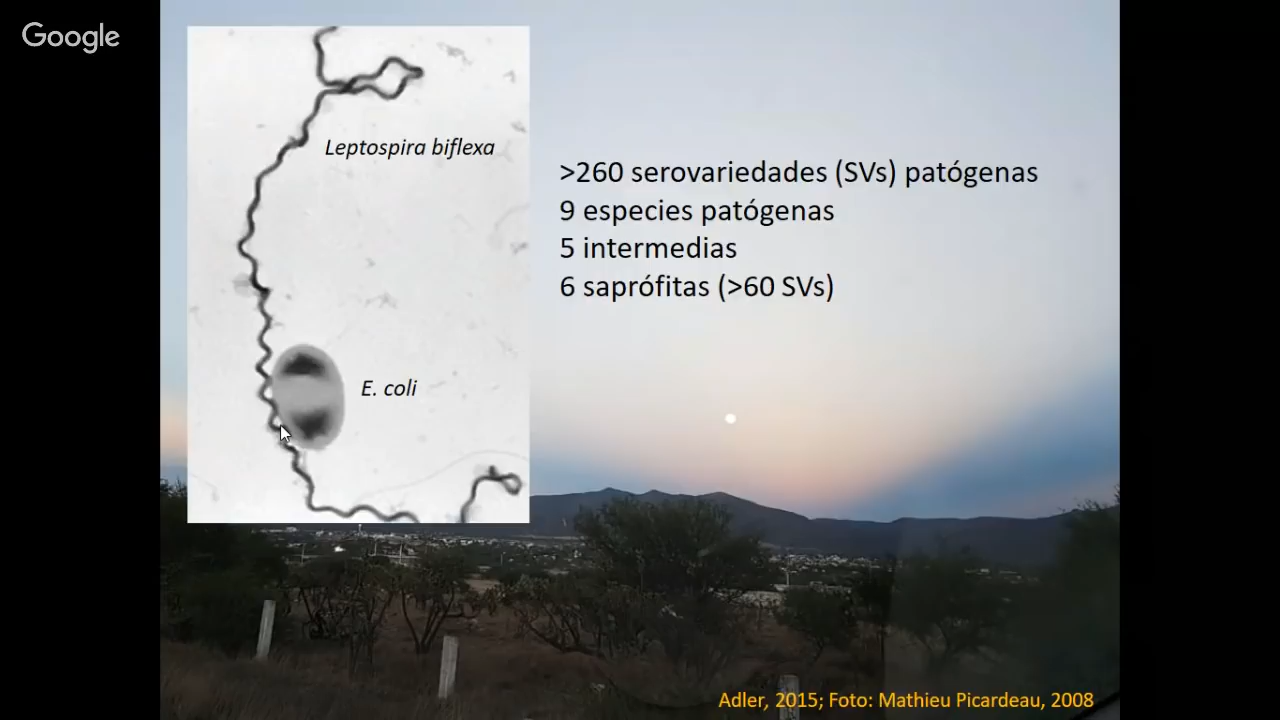 Google
Leptospira biflexa
E. coli
>260 serovariedades (SVs) patógenas
9 especies patógenas
5 intermedias
6 saprófitas (>60 SVs)
Adler, 2015; Foto: Mathieu Picardeau, 2008